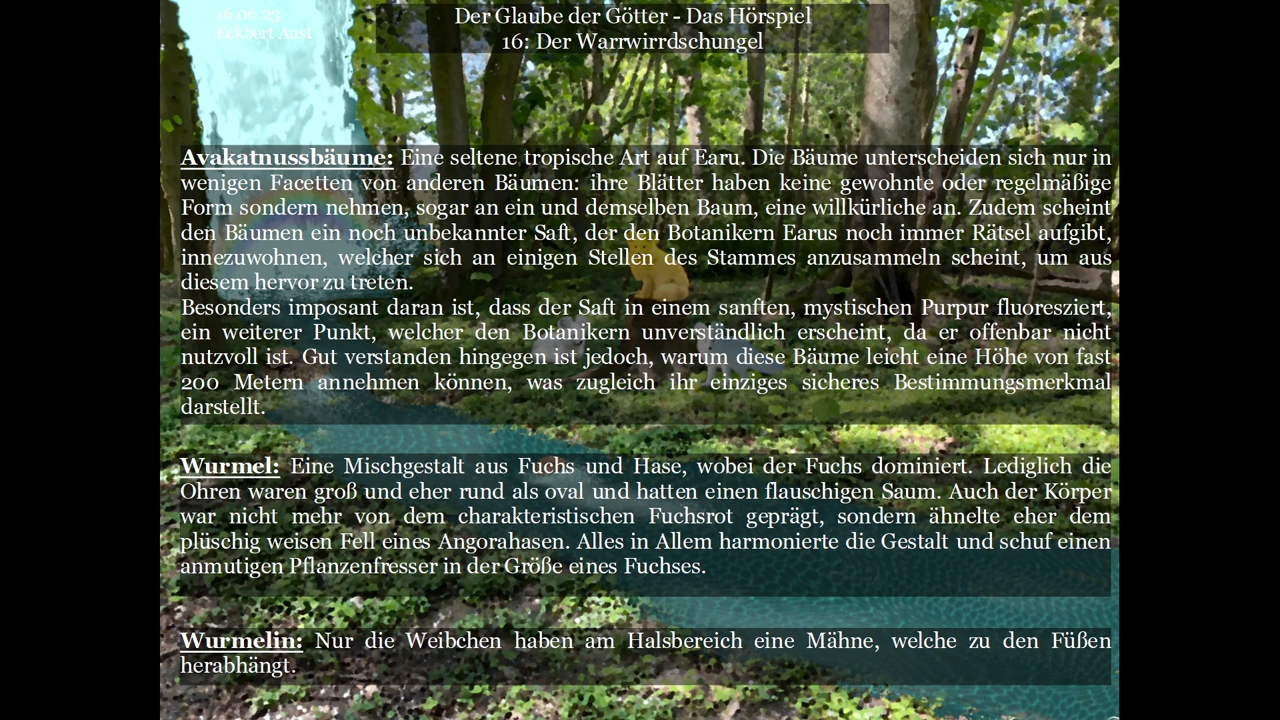 16.06.23
Eckbert Aust
Der Glaube der Götter - Das Hörspiel
16: Der Warrwirrdschungel
Avakatnussbäume: Eine seltene tropische Art auf Earu. Die Bäume unterscheiden sich nur in
wenigen Facetten von anderen Bäumen: ihre Blätter haben keine gewohnte oder regelmäßige
Form sondern nehmen, sogar an ein und demselben Baum, eine willkürliche an. Zudem scheint
den Bäumen ein noch unbekannter Saft, der den Botanikern Earus noch immer Rätsel aufgibt,
innezuwohnen, welcher sich an einigen Stellen des Stammes anzusammeln scheint, um aus
diesem hervor zu treten.
Besonders imposant daran ist, dass der Saft in einem sanften, mystischen Purpur fluoresziert,
ein weiterer Punkt, welcher den Botanikern unverständlich erscheint, da er offenbar nicht
nutzvoll ist. Gut verstanden hingegen ist jedoch, warum diese Bäume leicht eine Höhe von fast
200 Metern annehmen können, was zugleich ihr einziges sicheres Bestimmungsmerkmal
darstellt.
Wurmel: Eine Mischgestalt aus Fuchs und Hase, wobei der Fuchs dominiert. Lediglich die
Ohren waren groß und eher rund als oval und hatten einen flauschigen Saum. Auch der Körper
war nicht mehr von dem charakteristischen Fuchsrot geprägt, sondern ähnelte eher dem
plüschig weisen Fell eines Angorahasen. Alles in Allem harmonierte die Gestalt und schuf einen
anmutigen Pflanzenfresser in der Größe eines Fuchses.
Wurmelin: Nur die Weibchen haben am Halsbereich eine Mähne, welche zu den Füßen
herabhängt.